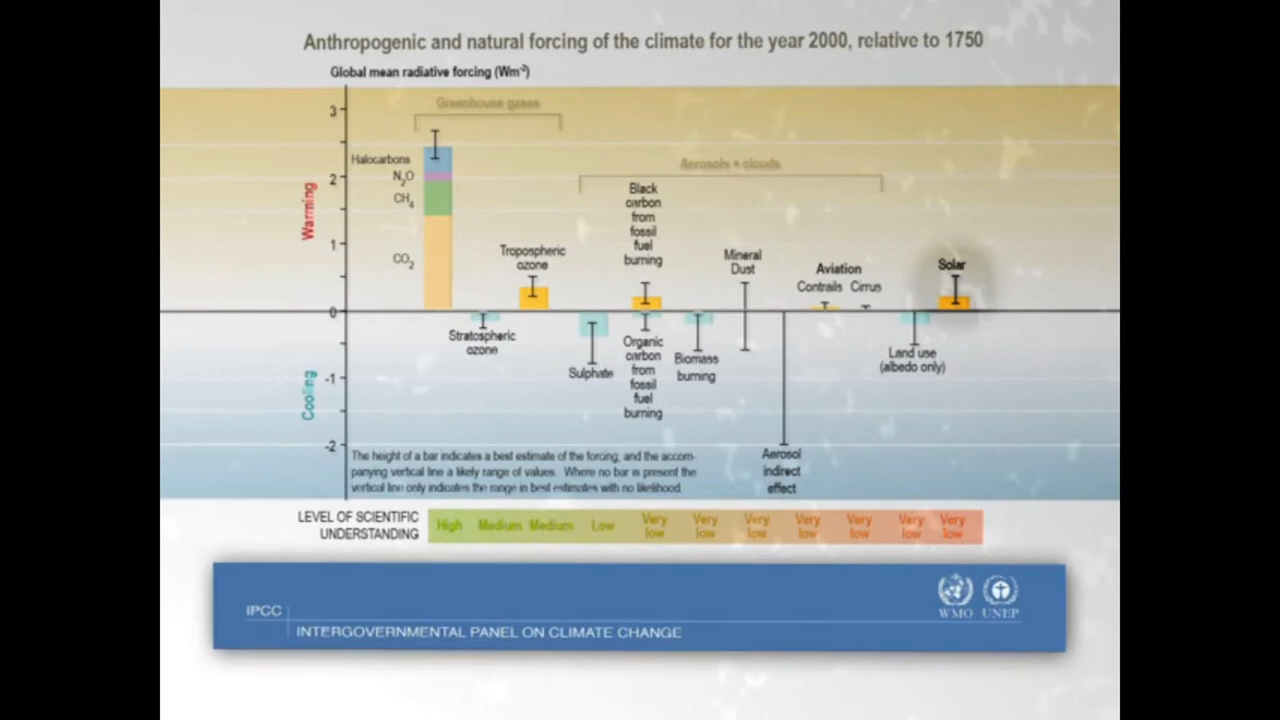 Anthropogenic and natural forcing of the climate for the year 2000, relative to 1750
Global mean radiative forcing (Wm⁻²)
Greenhouse gases
3
Halocarbons
N₂O
2
CH₄
Warming
1
CO₂
0
Cooling
-1
-2
Tropospheric
ozone
Stratospheric
ozone
Aerosols + clouds
Black
carbon
from
fossil
fuel
burning
Sulphate
Organic
carbon
from
fossil
fuel
burning
Biomass
burning
Mineral
Dust
Aerosol
indirect
effect
Aviation
Contrails Cirrus
Land use
(albedo only)
Solar
The height of a bar indicates a best estimate of the forcing, and the accom-
panying vertical line a likely range of values. Where no bar is present the
vertical line only indicates the range in best estimates with no likelihood.
LEVEL OF SCIENTIFIC
UNDERSTANDING
High Medium Medium Low Very low Very low Very low Very low Very low Very low Very low
WMO UNEP
IPCC
INTERGOVERNMENTAL PANEL ON CLIMATE CHANGE